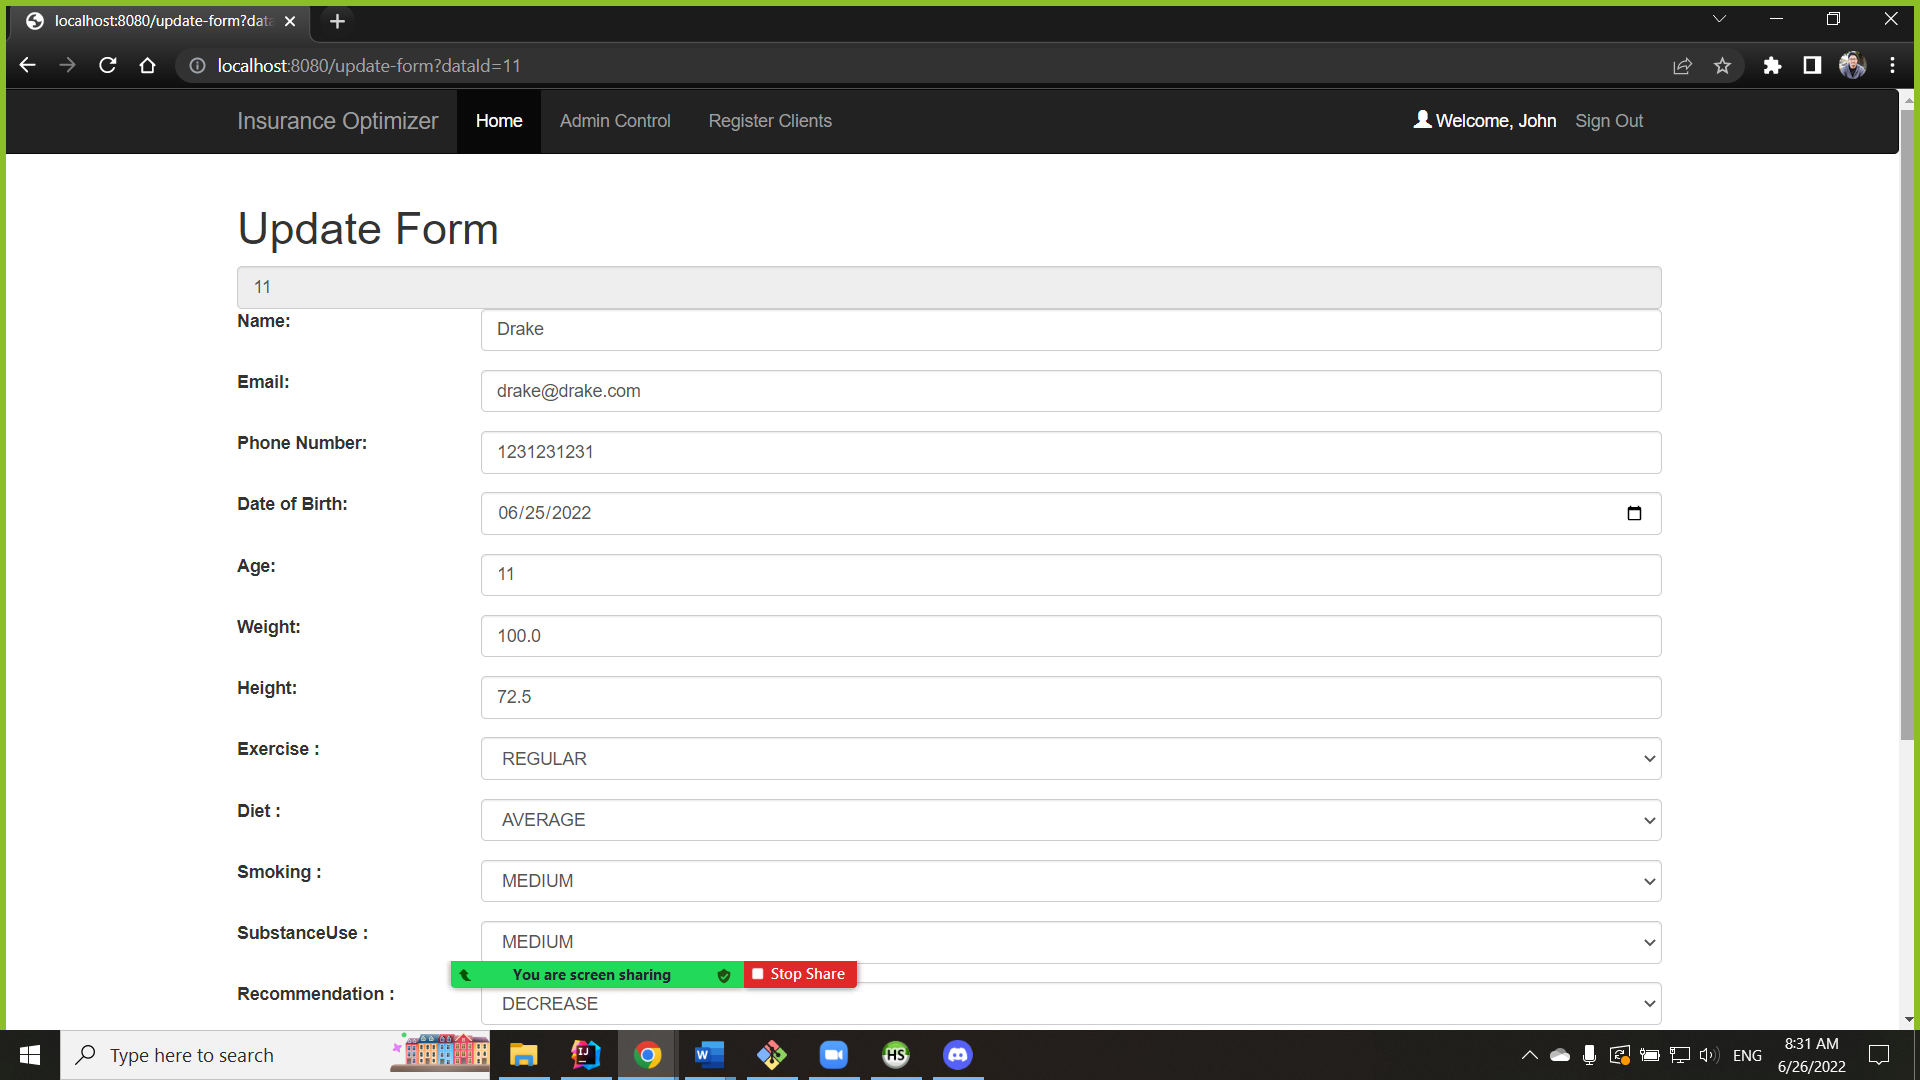 localhost:8080/update-form?data
localhost:8080/update-form?dataId=11
Insurance Optimizer Home Admin Control Register Clients Welcome, John Sign Out
Update Form
11
Name: Drake
Email: drake@drake.com
Phone Number: 1231231231
Date of Birth: 06/25/2022
Age: 11
Weight: 100.0
Height: 72.5
Exercise : REGULAR
Diet : AVERAGE
Smoking : MEDIUM
SubstanceUse : MEDIUM
You are screen sharing Stop Share
Recommendation : DECREASE
Type here to search IJ W HS ENG 8:31 AM
6/26/2022